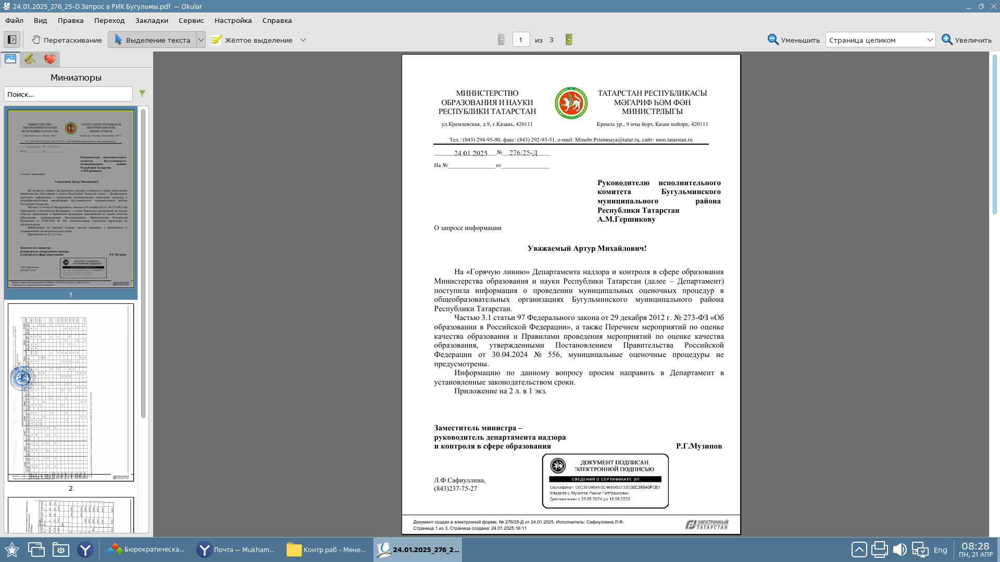 24.01.2025_276_25-D Запрос в РИК Бугульмы.pdf — Okular
Файл Вид Правка Переход Закладки Сервис Настройка Справка
Перетаскивание Выделение текста Жёлтое выделение 1 из 3 Уменьшить Страница целиком Увеличить
Миниатюры
Поиск...
1
2
МИНИСТЕРСТВО
ОБРАЗОВАНИЯ И НАУКИ
РЕСПУБЛИКИ ТАТАРСТАН
ул.Кремлевская, д.9, г.Казань, 420111
ТАТАРСТАН РЕСПУБЛИКАСЫ
МӘГАРИФ ҺӘМ ФӘН
МИНИСТРЛЫГЫ
Кремль ур., 9 нчы йорт, Казан шәһәре, 420111
Тел.: (843) 294-95-90, факс: (843) 292-93-51, e-mail: Minobr.Priemnaya@tatar.ru, сайт: mon.tatarstan.ru
24.01.2025 № 276/25-Д
На №_________________от_______________
Руководителю исполнительного
комитета Бугульминского
муниципального района
Республики Татарстан
А.М.Гершикову
О запросе информации
Уважаемый Артур Михайлович!
На «Горячую линию» Департамента надзора и контроля в сфере образования
Министерства образования и науки Республики Татарстан (далее – Департамент)
поступила информация о проведении муниципальных оценочных процедур в
общеобразовательных организациях Бугульминского муниципального района
Республики Татарстан.
Частью 3.1 статьи 97 Федерального закона от 29 декабря 2012 г. № 273-ФЗ «Об
образовании в Российской Федерации», а также Перечнем мероприятий по оценке
качества образования и Правилами проведения мероприятий по оценке качества
образования, утвержденными Постановлением Правительства Российской
Федерации от 30.04.2024 № 556, муниципальные оценочные процедуры не
предусмотрены.
Информацию по данному вопросу просим направить в Департамент в
установленные законодательством сроки.
Приложение на 2 л. в 1 экз.
Заместитель министра –
руководитель департамента надзора
и контроля в сфере образования Р.Г.Музипов
ДОКУМЕНТ ПОДПИСАН
ЭЛЕКТРОННОЙ ПОДПИСЬЮ
СВЕДЕНИЯ О СЕРТИФИКАТЕ ЭП
Сертификат: 00C5E09644DC4685602D3D30C39540FCE1
Владелец: Музипов Рамис Гаптраисович
Действителен с 23.05.2024 до 16.08.2025
Л.Ф.Сафиуллина,
(843)237-75-27
Документ создан в электронной форме. № 276/25-Д от 24.01.2025. Исполнитель: Сафиуллина Л.Ф.
Страница 1 из 3. Страница создана: 24.01.2025 16:11
ЭЛЕКТРОННЫЙ
ТАТАРСТАН
Бюрократическа... Почта — Mukham... Контр раб – Мене... 24.01.2025_276_2... Eng 08:28
ПН, 21 АПР